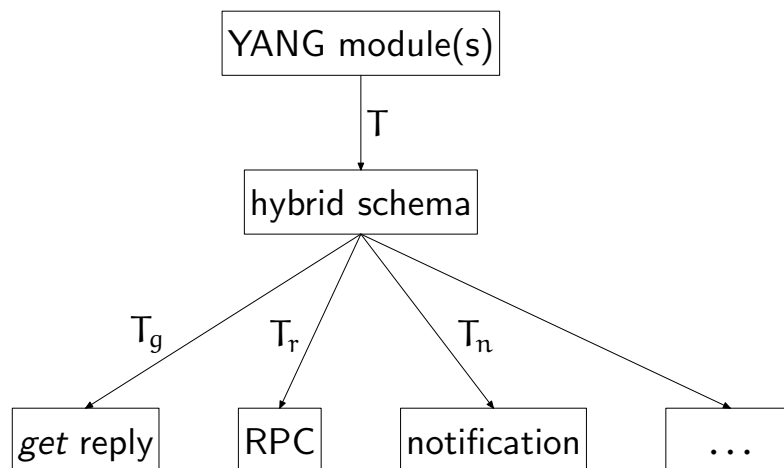 YANG module(s)
T
hybrid schema
T_g
T_r
T_n
get reply
RPC
notification
...